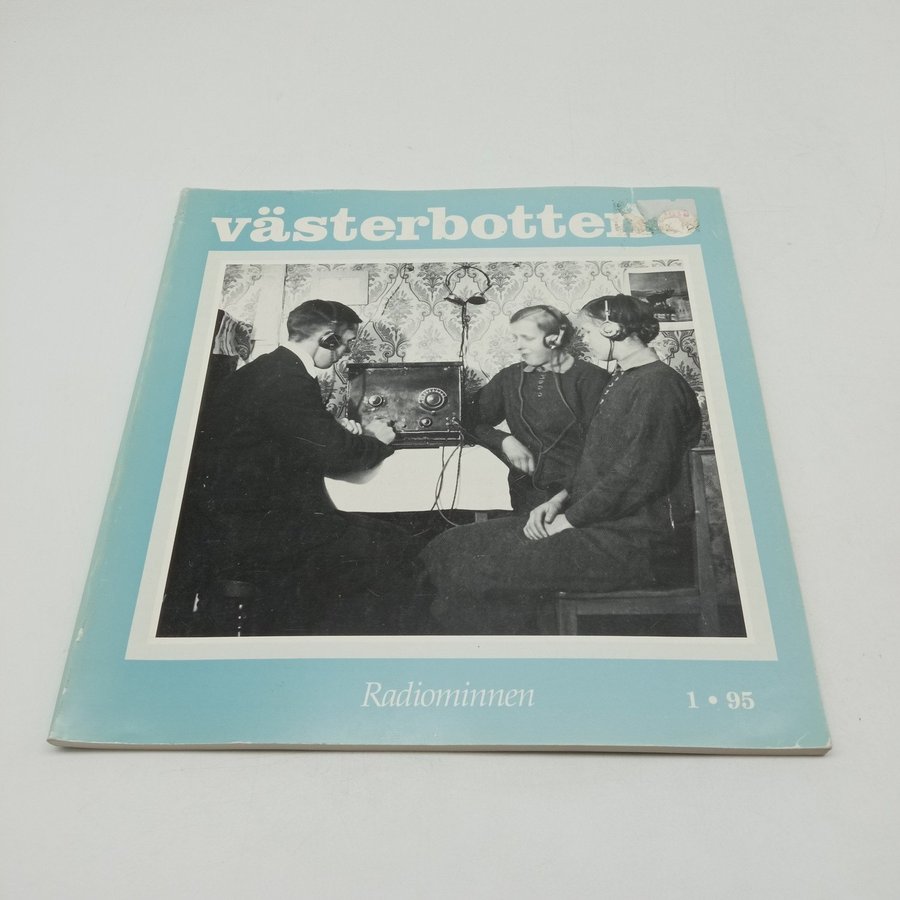 västerbotten
Radiominnen
1 • 95